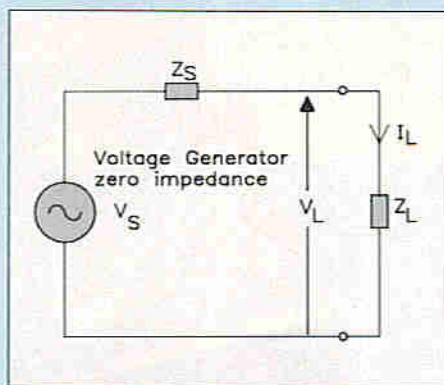 ZS
Voltage Generator
zero impedance
VS
VL
IL
ZL